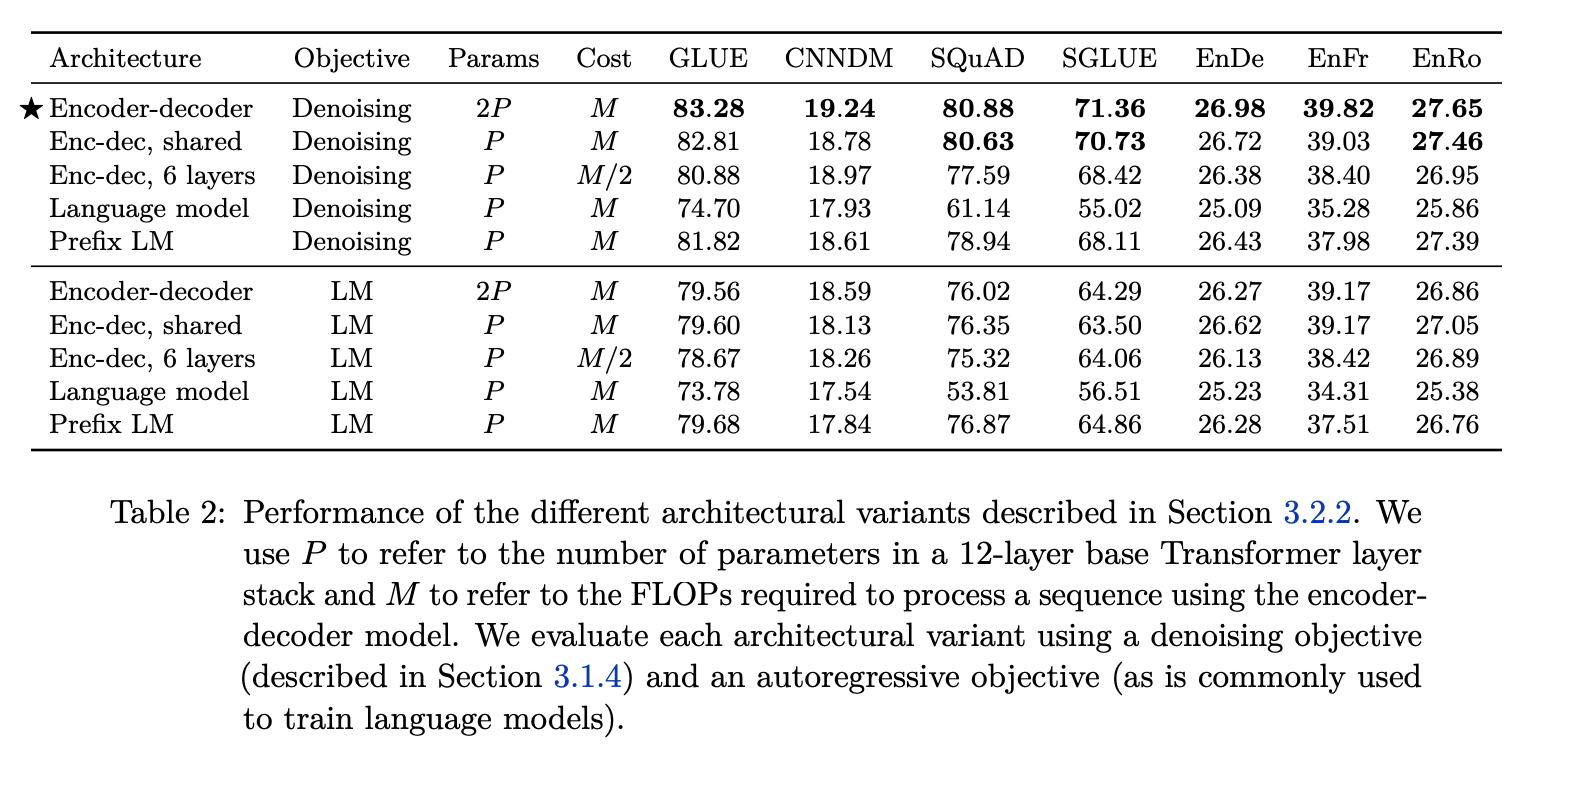 Architecture Objective Params Cost GLUE CNNDM SQuAD SGLUE EnDe EnFr EnRo
★ Encoder-decoder Denoising 2P M 83.28 19.24 80.88 71.36 26.98 39.82 27.65
Enc-dec, shared Denoising P M 82.81 18.78 80.63 70.73 26.72 39.03 27.46
Enc-dec, 6 layers Denoising P M/2 80.88 18.97 77.59 68.42 26.38 38.40 26.95
Language model Denoising P M 74.70 17.93 61.14 55.02 25.09 35.28 25.86
Prefix LM Denoising P M 81.82 18.61 78.94 68.11 26.43 37.98 27.39
Encoder-decoder LM 2P M 79.56 18.59 76.02 64.29 26.27 39.17 26.86
Enc-dec, shared LM P M 79.60 18.13 76.35 63.50 26.62 39.17 27.05
Enc-dec, 6 layers LM P M/2 78.67 18.26 75.32 64.06 26.13 38.42 26.89
Language model LM P M 73.78 17.54 53.81 56.51 25.23 34.31 25.38
Prefix LM LM P M 79.68 17.84 76.87 64.86 26.28 37.51 26.76
Table 2: Performance of the different architectural variants described in Section 3.2.2. We
use P to refer to the number of parameters in a 12-layer base Transformer layer
stack and M to refer to the FLOPs required to process a sequence using the encoder-
decoder model. We evaluate each architectural variant using a denoising objective
(described in Section 3.1.4) and an autoregressive objective (as is commonly used
to train language models).